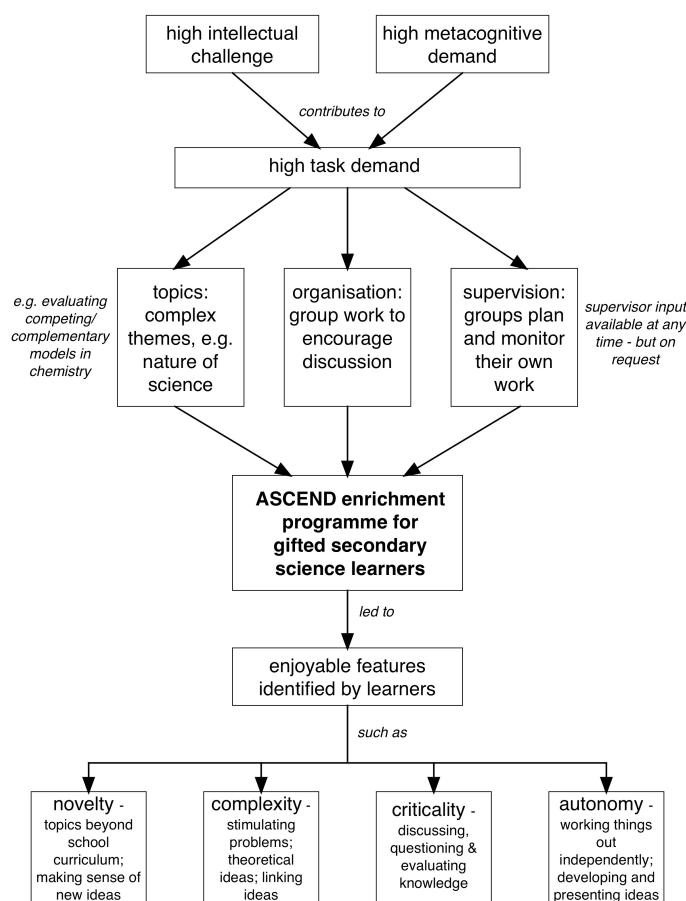 high intellectual
challenge
high metacognitive
demand
contributes to
high task demand
e.g. evaluating
competing/
complementary
models in
chemistry
topics:
complex
themes, e.g.
nature of
science
organisation:
group work to
encourage
discussion
supervision:
groups plan
and monitor
their own
work
supervisor input
available at any
time - but on
request
ASCEND enrichment
programme for
gifted secondary
science learners
led to
enjoyable features
identified by learners
such as
novelty -
topics beyond
school
curriculum;
making sense of
new ideas
complexity -
stimulating
problems;
theoretical
ideas; linking
ideas
criticality -
discussing,
questioning &
evaluating
knowledge
autonomy -
working things
out
independently;
developing and
presenting ideas